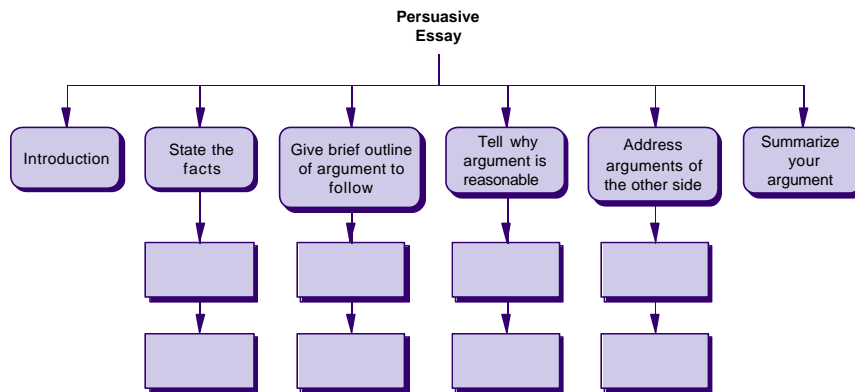 Persuasive
Essay
Introduction
State the
facts
Give brief outline
of argument to
follow
Tell why
argument is
reasonable
Address
arguments of
the other side
Summarize
your
argument